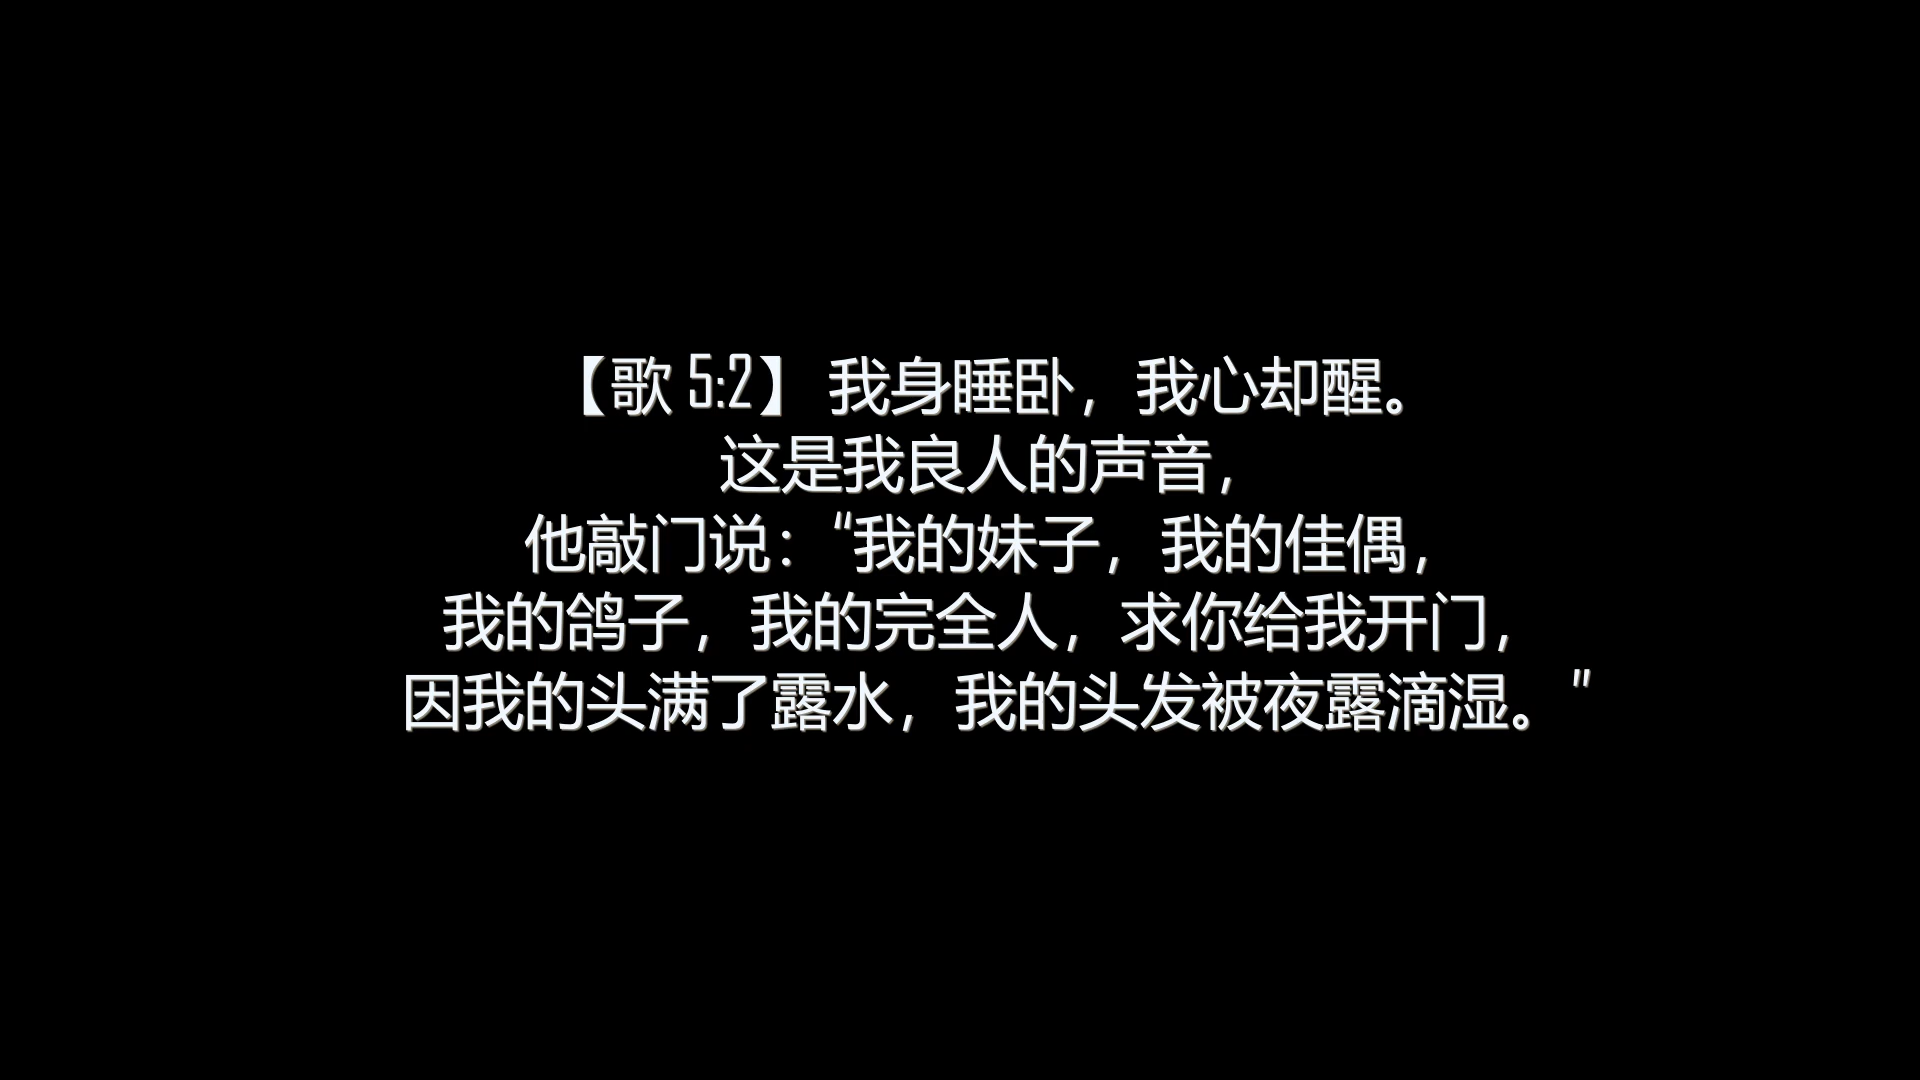 【歌 5:2】 我身睡卧，我心却醒。
这是我良人的声音，
他敲门说：“我的妹子，我的佳偶，
我的鸽子，我的完全人，求你给我开门，
因我的头满了露水，我的头发被夜露滴湿。”